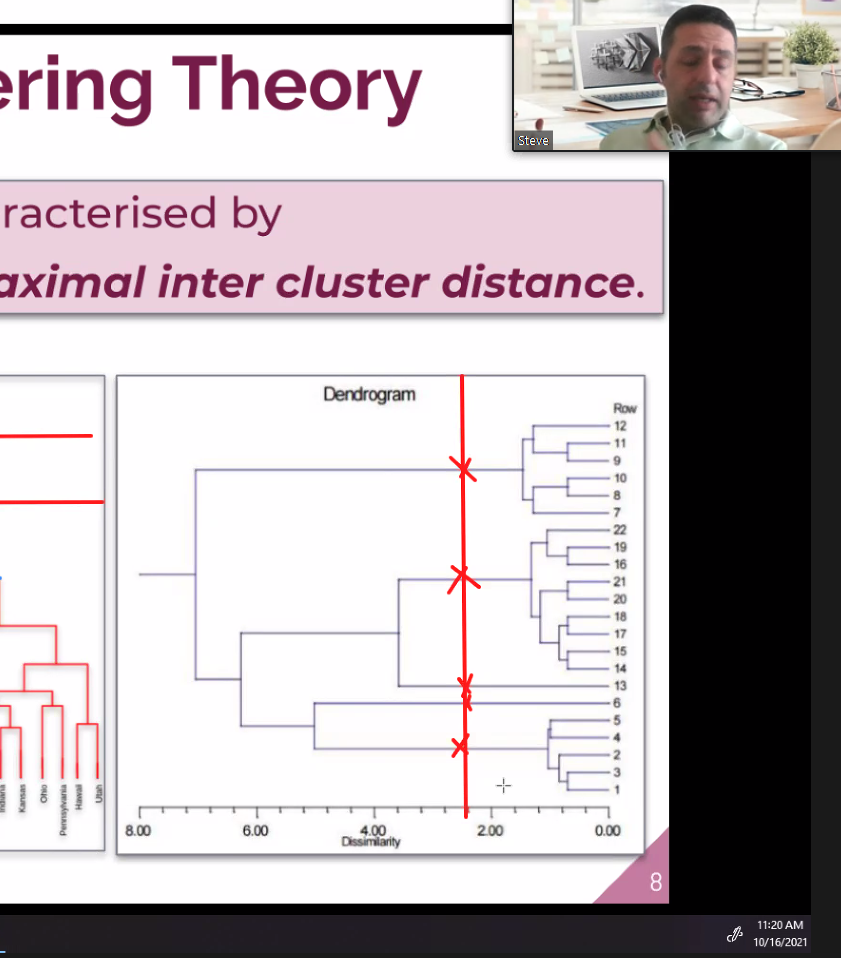 ering Theory
Steve
racterised by
aximal inter cluster distance.
Dendrogram
Row
12
11
9
10
8
7
22
19
16
21
20
18
17
15
14
13
6
5
4
2
3
1
8.00 6.00 4.00 2.00 0.00
Dissimilarity
Indiana
Kansas
Ohio
Pennsylvania
Hawaii
Utah
8
11:20 AM
10/16/2021